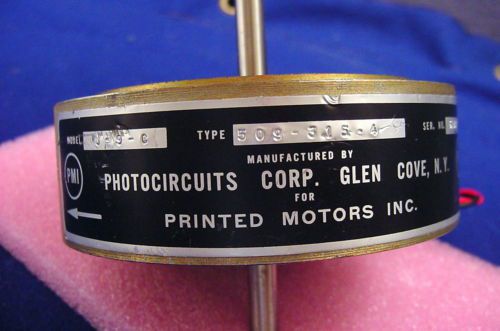 MODEL TYPE 509-315-4 SER. NO.
MANUFACTURED BY
PMI PHOTOCIRCUITS CORP. GLEN COVE, N.Y.
FOR
PRINTED MOTORS INC.